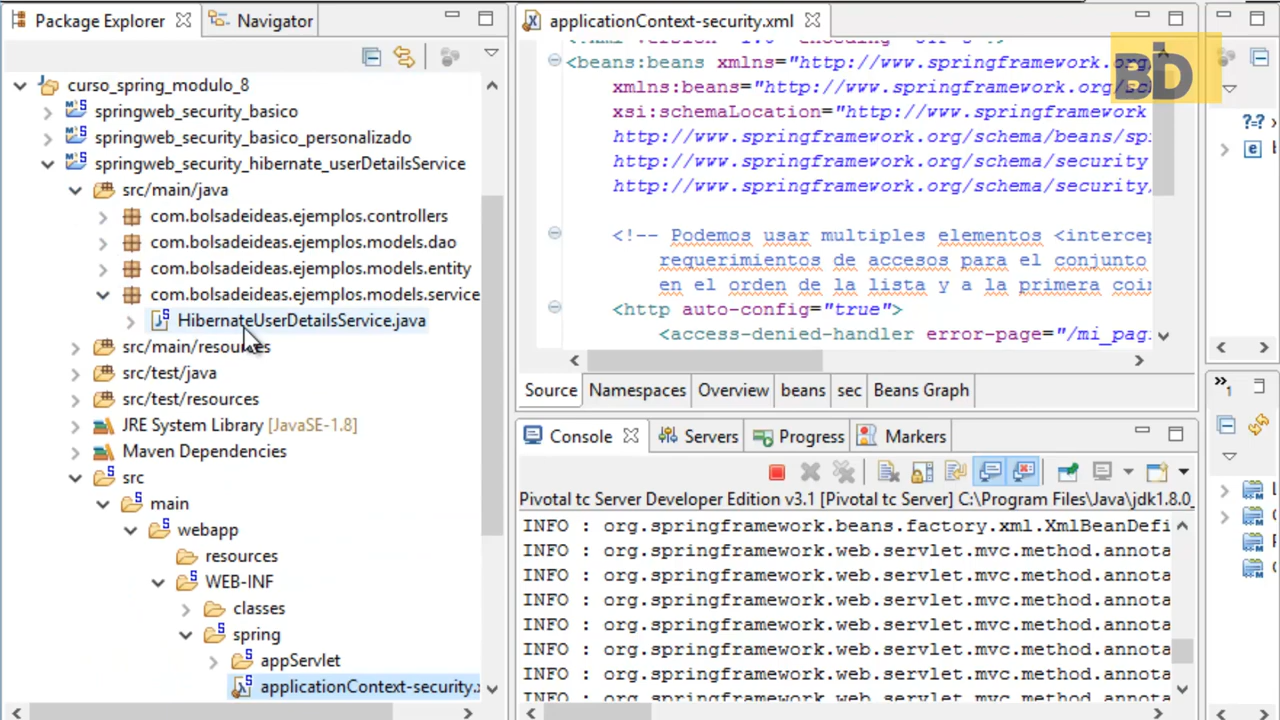 Package Explorer
Navigator
curso_spring_modulo_8
springweb_security_basico
springweb_security_basico_personalizado
springweb_security_hibernate_userDetailsService
src/main/java
com.bolsadeideas.ejemplos.controllers
com.bolsadeideas.ejemplos.models.dao
com.bolsadeideas.ejemplos.models.entity
com.bolsadeideas.ejemplos.models.service
HibernateUserDetailsService.java
src/main/resources
src/test/java
src/test/resources
JRE System Library [JavaSE-1.8]
Maven Dependencies
src
main
webapp
resources
WEB-INF
classes
spring
appServlet
applicationContext-security.x
applicationContext-security.xml
BD
<beans:beans xmlns="http://www.springframework.org
xmlns:beans="http://www.springframework.org/sc
xsi:schemaLocation="http://www.springframework
http://www.springframework.org/schema/beans/sp
http://www.springframework.org/schema/security
http://www.springframework.org/schema/security/
<!-- Podemos usar multiples elementos <intercep
requerimientos de accesos para el conjunto
en el orden de la lista y a la primera coi
<http auto-config="true">
<access-denied-handler error-page="/mi_pag
Source
Namespaces
Overview
beans
sec
Beans Graph
Console
Servers
Progress
Markers
Pivotal tc Server Developer Edition v3.1 [Pivotal tc Server] C:\Program Files\Java\jdk1.8.0_
INFO : org.springframework.beans.factory.xml.XmlBeanDefi
INFO : org.springframework.web.servlet.mvc.method.annota
INFO : org.springframework.web.servlet.mvc.method.annota
INFO : org.springframework.web.servlet.mvc.method.annota
INFO : org.springframework.web.servlet.mvc.method.annota
INFO : org.springframework.web.servlet.mvc.method.annota
INFO : org.springframework.web.servlet.mvc.method.annota
INFO : org.springframework.web.servlet.mvc.method.annota